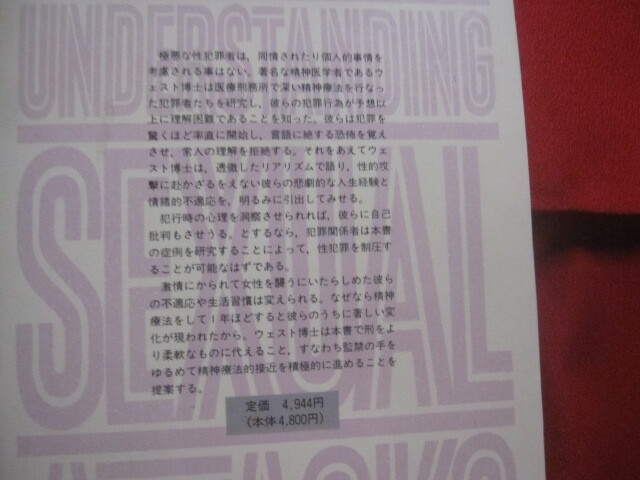 UNDERSTANDING
極悪な性犯罪者は，同情されたり個人的事情を
考慮される事はない。著名な精神医学者であるウ
ェスト博士は医療刑務所で深い精神療法を行なっ
た犯罪者たちを研究し，彼らの犯罪行為が予想以
上に理解困難であることを知った。彼らは犯罪を
驚くほど率直に開始し，言語に絶する恐怖を覚え
させ，常人の理解を拒絶する。それをあえてウェ
スト博士は，透徹したリアリズムで語り，性的攻
撃に赴かざるをえない彼らの悲劇的な人生経験と
情緒的不適応を，明るみに引出してみせる。
犯行時の心理を洞察させられれば，彼らに自己
批判もさせうる。とするなら，犯罪関係者は本書
の症例を研究することによって，性犯罪を制圧す
ることが可能なはずである。
激情にかられて女性を襲うにいたらしめた彼ら
の不適応や生活習慣は変えられる。なぜなら精神
療法をして1年ほどすると彼らのうちに著しい変
化が現われたから。ウェスト博士は本書で刑をよ
り柔軟なものに代えること，すなわち監禁の手を
ゆるめて精神療法的接近を積極的に進めることを
提案する。
SEXUAL
定価 4,944円
(本体4,800円)
ATTACKS